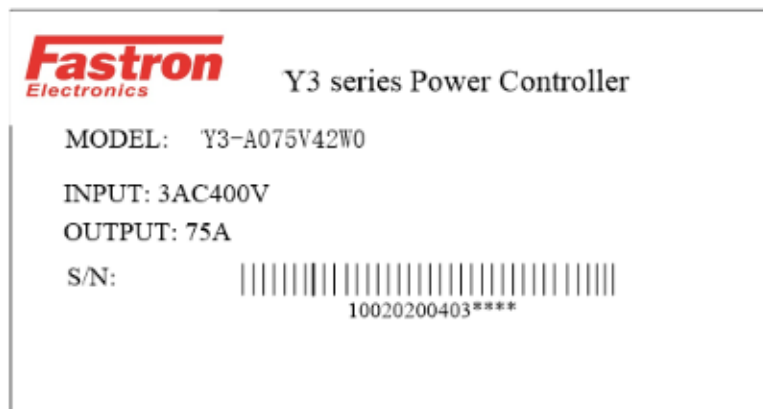 Fastron
Electronics
Y3 series Power Controller
MODEL: Y3-A075V42W0
INPUT: 3AC400V
OUTPUT: 75A
S/N:
10020200403****